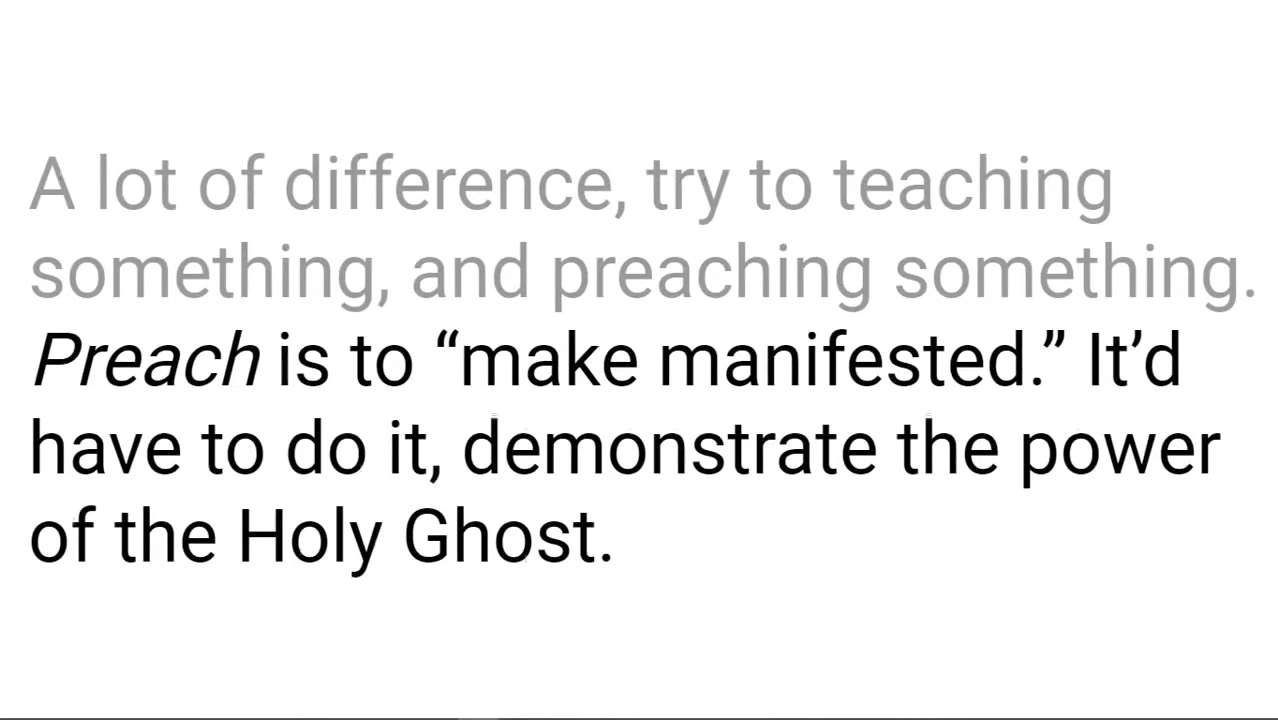 A lot of difference, try to teaching
something, and preaching something.
Preach is to “make manifested.” It’d
have to do it, demonstrate the power
of the Holy Ghost.